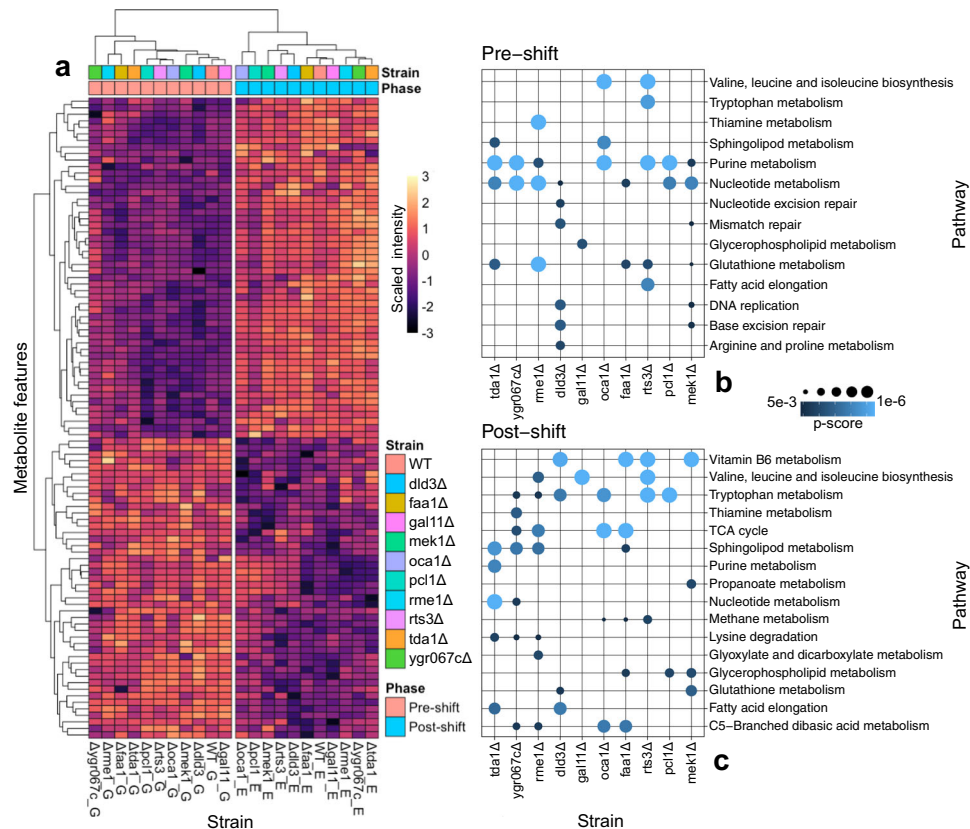 a
Strain
Phase
3
2
1
0
-1
-2
-3
Scaled intensity
Metabolite features
Strain
WT
dld3Δ
faa1Δ
gal11Δ
mek1Δ
oca1Δ
pcl1Δ
rme1Δ
rts3Δ
tda1Δ
ygr067cΔ
Phase
Pre-shift
Post-shift
Δygr067c_G
Δrme1_G
Δfaa1_G
Δtda1_G
Δpcl1_G
Δrts3_G
Δoca1_G
Δmek1_G
Δdld3_G
WT_G
Δgal11_G
Δoca1_E
Δpcl1_E
Δmek1_E
Δrts3_E
Δdld3_E
Δfaa1_E
WT_E
Δgal11_E
Δrme1_E
Δygr067c_E
Δtda1_E
Strain
Pre-shift
Valine, leucine and isoleucine biosynthesis
Tryptophan metabolism
Thiamine metabolism
Sphingolipod metabolism
Purine metabolism
Nucleotide metabolism
Nucleotide excision repair
Mismatch repair
Glycerophospholipid metabolism
Glutathione metabolism
Fatty acid elongation
DNA replication
Base excision repair
Arginine and proline metabolism
Pathway
tda1Δ
ygr067cΔ
rme1Δ
dld3Δ
gal11Δ
oca1Δ
faa1Δ
rts3Δ
pcl1Δ
mek1Δ
b
5e-3
1e-6
p-score
Post-shift
Vitamin B6 metabolism
Valine, leucine and isoleucine biosynthesis
Tryptophan metabolism
Thiamine metabolism
TCA cycle
Sphingolipod metabolism
Purine metabolism
Propanoate metabolism
Nucleotide metabolism
Methane metabolism
Lysine degradation
Glyoxylate and dicarboxylate metabolism
Glycerophospholipid metabolism
Glutathione metabolism
Fatty acid elongation
C5-Branched dibasic acid metabolism
Pathway
tda1Δ
ygr067cΔ
rme1Δ
dld3Δ
gal11Δ
oca1Δ
faa1Δ
rts3Δ
pcl1Δ
mek1Δ
c
Strain